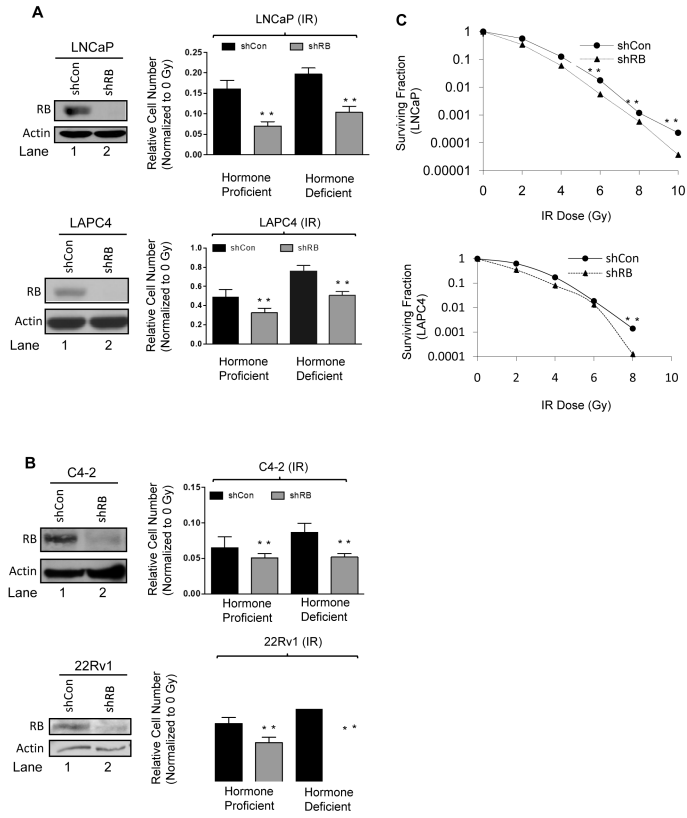 A
LNCaP
shCon
shRB
RB
Actin
Lane 1 2
LNCaP (IR)
Relative Cell Number
(Normalized to 0 Gy)
0.25
0.20
0.15
0.10
0.05
0.00
shCon shRB
* *
* *
Hormone
Proficient
Hormone
Deficient
LAPC4
shCon
shRB
RB
Actin
Lane 1 2
LAPC4 (IR)
Relative Cell Number
(Normalized to 0 Gy)
1.0
0.8
0.6
0.4
0.2
0.0
shCon shRB
* *
* *
Hormone
Proficient
Hormone
Deficient
B
C4-2
shCon
shRB
RB
Actin
Lane 1 2
C4-2 (IR)
Relative Cell Number
(Normalized to 0 Gy)
0.15
0.10
0.05
0.00
shCon shRB
* *
* *
Hormone
Proficient
Hormone
Deficient
22Rv1
shCon
shRB
RB
Actin
Lane 1 2
22Rv1 (IR)
Relative Cell Number
(Normalized to 0 Gy)
* *
* *
Hormone
Proficient
Hormone
Deficient
C
Surviving Fraction
(LNCaP)
1
0.1
0.01
0.001
0.0001
0.00001
shCon
shRB
* *
* *
* *
0 2 4 6 8 10
IR Dose (Gy)
Surviving Fraction
(LAPC4)
1
0.1
0.01
0.001
0.0001
shCon
shRB
* *
0 2 4 6 8 10
IR Dose (Gy)